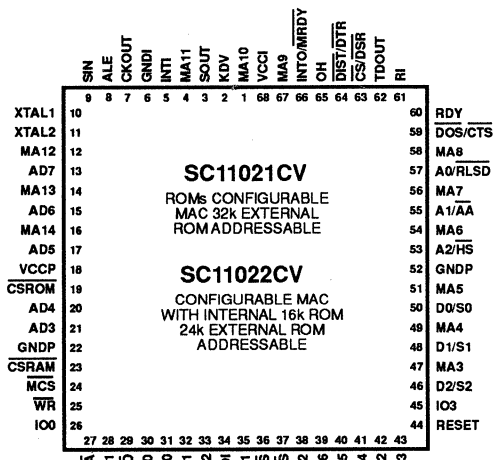 SIN ALE CKOUT GNDI INTI MA11 SOUT KDV MA10 VCCI MA9 INTO/MRDY OH DIST/DTR CS/DSR TDOUT RI
9 8 7 6 5 4 3 2 1 68 67 66 65 64 63 62 61
XTAL1 10 60 RDY
XTAL2 11 59 DOS/CTS
MA12 12 58 MA8
AD7 13 57 A0/RLSD
MA13 14 56 MA7
AD6 15 55 A1/AA
MA14 16 54 MA6
AD5 17 53 A2/HS
VCCP 18 52 GNDP
CSROM 19 51 MA5
AD4 20 50 D0/S0
AD3 21 49 MA4
GNDP 22 48 D1/S1
CSRAM 23 47 MA3
MCS 24 46 D2/S2
WR 25 45 IO3
IO0 26 44 RESET
SC11021CV
ROMs CONFIGURABLE
MAC 32k EXTERNAL
ROM ADDRESSABLE
SC11022CV
CONFIGURABLE MAC
WITH INTERNAL 16k ROM
24k EXTERNAL ROM
ADDRESSABLE
27 28 29 30 31 32 33 34 35 36 37 38 39 40 41 42 43